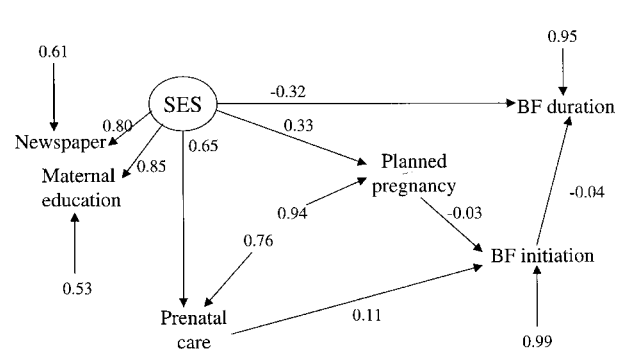 0.95
0.61
SES
-0.32
BF duration
0.80
0.33
Newspaper
0.65
Planned
pregnancy
0.85
Maternal
education
-0.04
0.94
-0.03
0.76
BF initiation
0.53
Prenatal
care
0.11
0.99